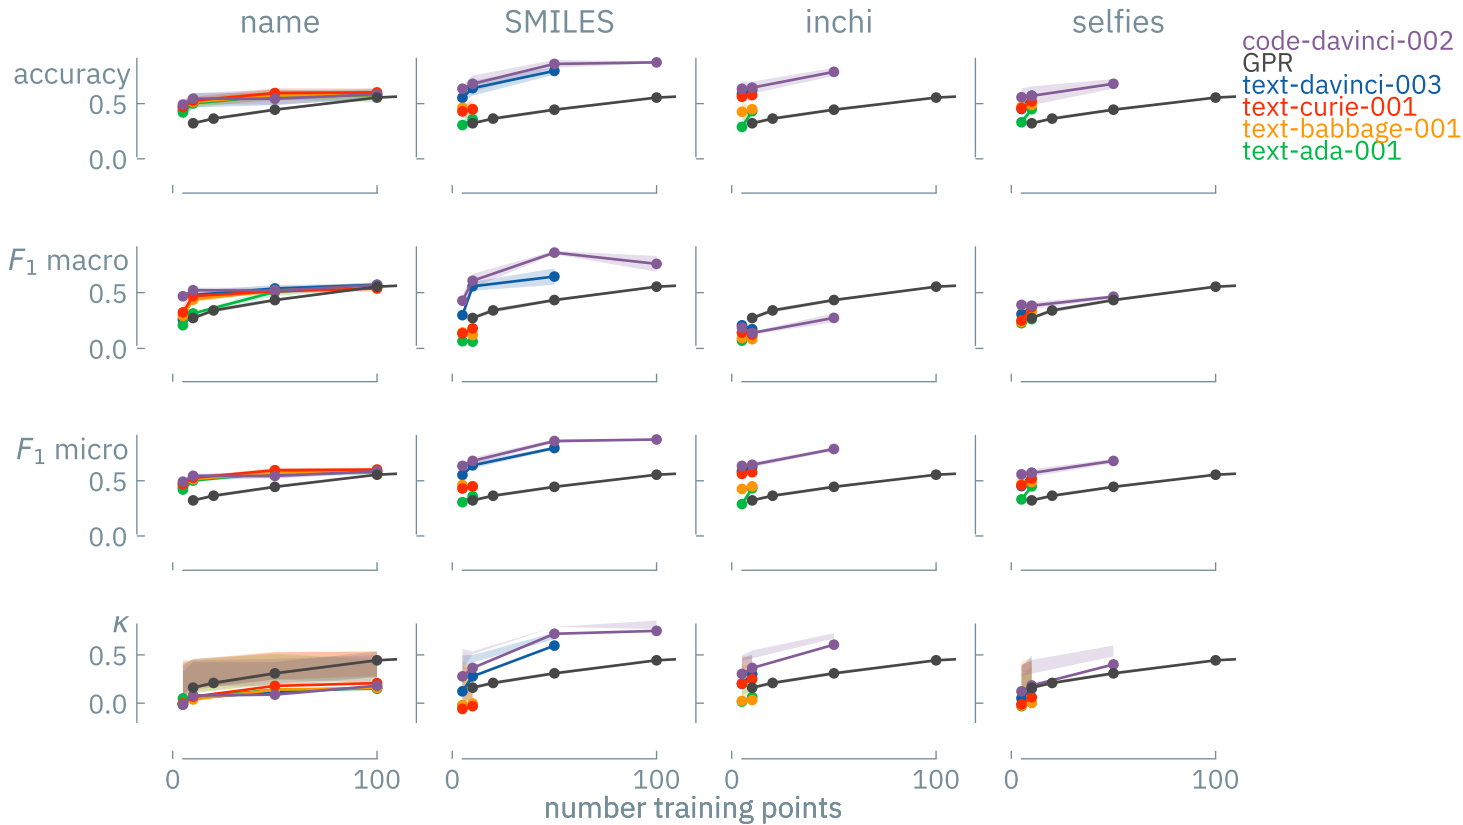 name SMILES inchi selfies
code-davinci-002
GPR
text-davinci-003
text-curie-001
text-babbage-001
text-ada-001
accuracy
0.5
0.0
F₁ macro
0.5
0.0
F₁ micro
0.5
0.0
κ
0.5
0.0
0 100 0 100 0 100 0 100
number training points